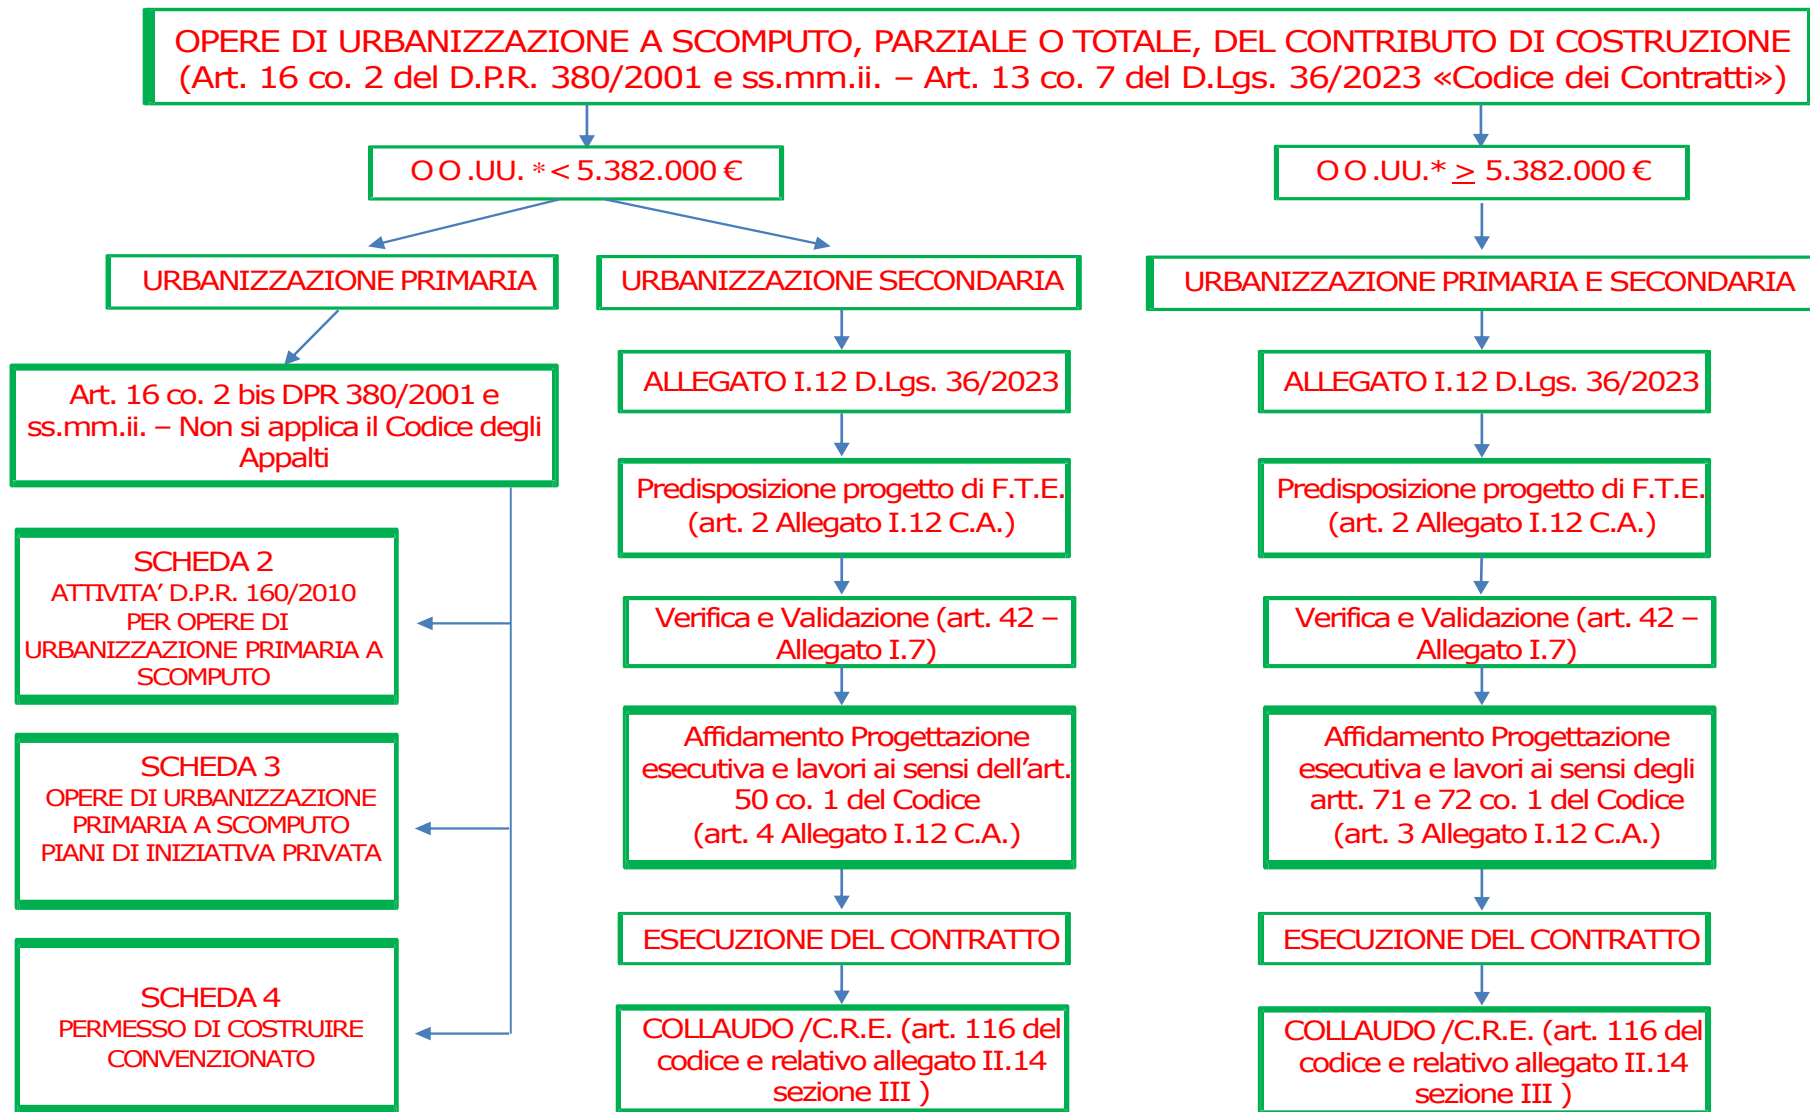 OPERE DI URBANIZZAZIONE A SCOMPUTO, PARZIALE O TOTALE, DEL CONTRIBUTO DI COSTRUZIONE
(Art. 16 co. 2 del D.P.R. 380/2001 e ss.mm.ii. – Art. 13 co. 7 del D.Lgs. 36/2023 «Codice dei Contratti»)
OO.UU. * < 5.382.000 €
OO.UU.* ≥ 5.382.000 €
URBANIZZAZIONE PRIMARIA
URBANIZZAZIONE SECONDARIA
URBANIZZAZIONE PRIMARIA E SECONDARIA
Art. 16 co. 2 bis DPR 380/2001 e
ss.mm.ii. – Non si applica il Codice degli
Appalti
SCHEDA 2
ATTIVITA’ D.P.R. 160/2010
PER OPERE DI
URBANIZZAZIONE PRIMARIA A
SCOMPUTO
SCHEDA 3
OPERE DI URBANIZZAZIONE
PRIMARIA A SCOMPUTO
PIANI DI INIZIATIVA PRIVATA
SCHEDA 4
PERMESSO DI COSTRUIRE
CONVENZIONATO
ALLEGATO I.12 D.Lgs. 36/2023
Predisposizione progetto di F.T.E.
(art. 2 Allegato I.12 C.A.)
Verifica e Validazione (art. 42 –
Allegato I.7)
Affidamento Progettazione
esecutiva e lavori ai sensi dell’art.
50 co. 1 del Codice
(art. 4 Allegato I.12 C.A.)
ESECUZIONE DEL CONTRATTO
COLLAUDO /C.R.E. (art. 116 del
codice e relativo allegato II.14
sezione III )
ALLEGATO I.12 D.Lgs. 36/2023
Predisposizione progetto di F.T.E.
(art. 2 Allegato I.12 C.A.)
Verifica e Validazione (art. 42 –
Allegato I.7)
Affidamento Progettazione
esecutiva e lavori ai sensi degli
artt. 71 e 72 co. 1 del Codice
(art. 3 Allegato I.12 C.A.)
ESECUZIONE DEL CONTRATTO
COLLAUDO /C.R.E. (art. 116 del
codice e relativo allegato II.14
sezione III )